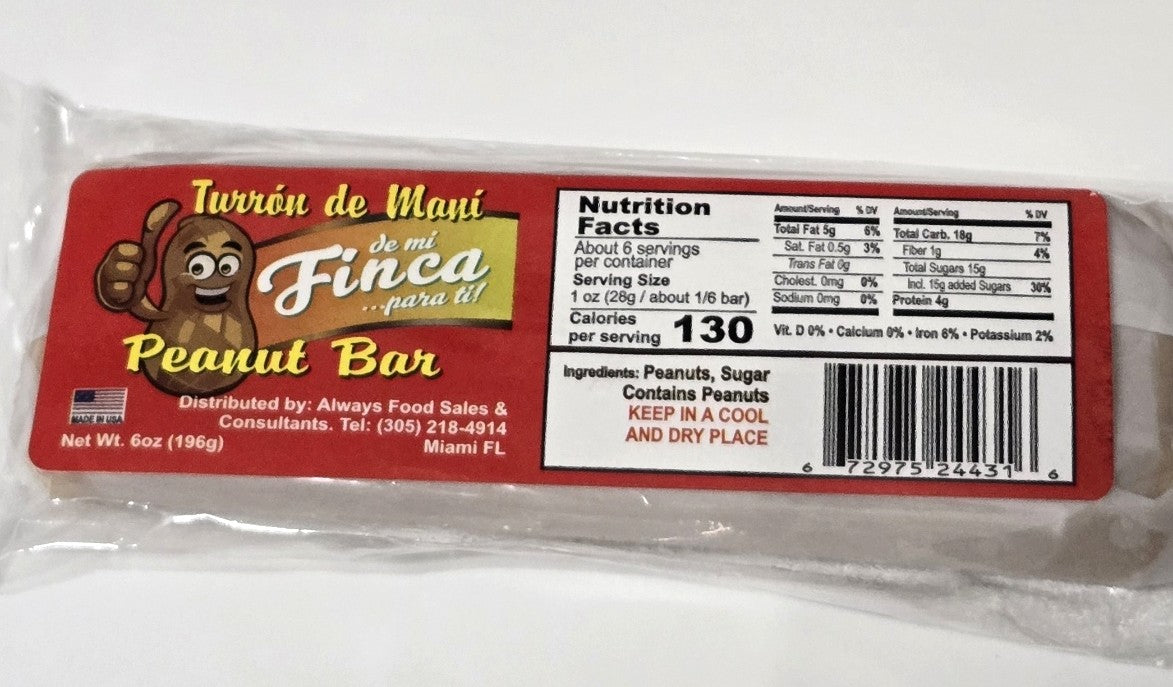 Turrón de Maní
de mi
Finca
...para ti!
Peanut Bar
MADE IN USA
Distributed by: Always Food Sales &
Consultants. Tel: (305) 218-4914
Net Wt. 6oz (196g)
Miami FL
Nutrition
Facts
About 6 servings
per container
Serving Size
1 oz (28g / about 1/6 bar)
Calories
per serving 130
Amount/Serving % DV
Total Fat 5g 6%
Sat. Fat 0.5g 3%
Trans Fat 0g
Cholest. 0mg 0%
Sodium 0mg 0%
Amount/Serving % DV
Total Carb. 18g 7%
Fiber 1g 4%
Total Sugars 15g
Incl. 15g added Sugars 30%
Protein 4g
Vit. D 0% • Calcium 0% • Iron 6% • Potassium 2%
Ingredients: Peanuts, Sugar
Contains Peanuts
KEEP IN A COOL
AND DRY PLACE
6 72975 24431 6